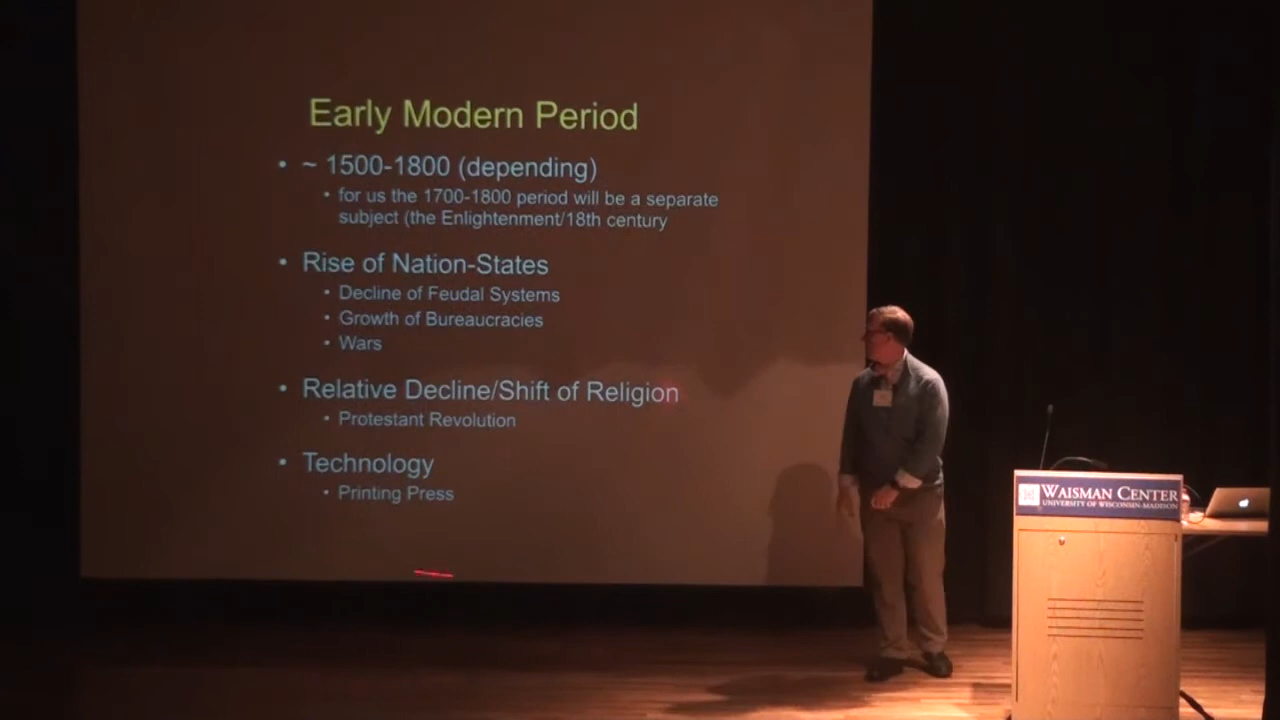 Early Modern Period
• ~ 1500-1800 (depending)
• for us the 1700-1800 period will be a separate
subject (the Enlightenment/18th century
• Rise of Nation-States
• Decline of Feudal Systems
• Growth of Bureaucracies
• Wars
• Relative Decline/Shift of Religion
• Protestant Revolution
• Technology
• Printing Press
WAISMAN CENTER
UNIVERSITY OF WISCONSIN-MADISON